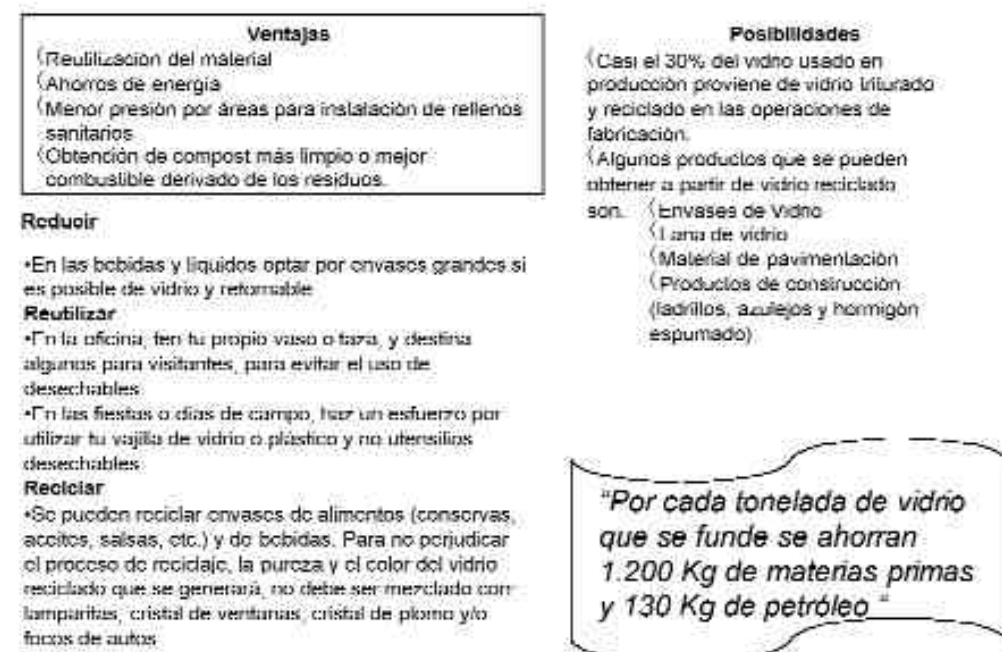 Ventajas
Reutilización del material
Ahorros de energía
Menor presión por áreas para instalación de rellenos
sanitarios
Obtención de compost más limpio o mejor
combustible derivado de los residuos.
Reducir
•En las bebidas y líquidos optar por envases grandes si
es posible de vidrio y retornable
Reutilizar
•En la oficina, ten tu propio vaso o taza, y destina
algunos para visitantes, para evitar el uso de
desechables
•En las fiestas o días de campo, haz un esfuerzo por
utilizar tu vajilla de vidrio o plástico y no utensilios
desechables
Reciclar
•Se pueden reciclar envases de alimentos (conservas,
aceites, salsas, etc.) y de bebidas. Para no perjudicar
el proceso de reciclaje, la pureza y el color del vidrio
reciclado que se generará, no debe ser mezclado con
lamparitas, cristal de ventanas, cristal de plomo y/o
focos de autos
Posibilidades
Casi el 30% del vidrio usado en
producción proviene de vidrio triturado
y reciclado en las operaciones de
fabricación.
Algunos productos que se pueden
obtener a partir de vidrio reciclado
son. Envases de Vidrio
Lana de vidrio
Material de pavimentación
Productos de construcción
(ladrillos, azulejos y hormigón
espumado)
"Por cada tonelada de vidrio
que se funde se ahorran
1.200 Kg de materias primas
y 130 Kg de petróleo "